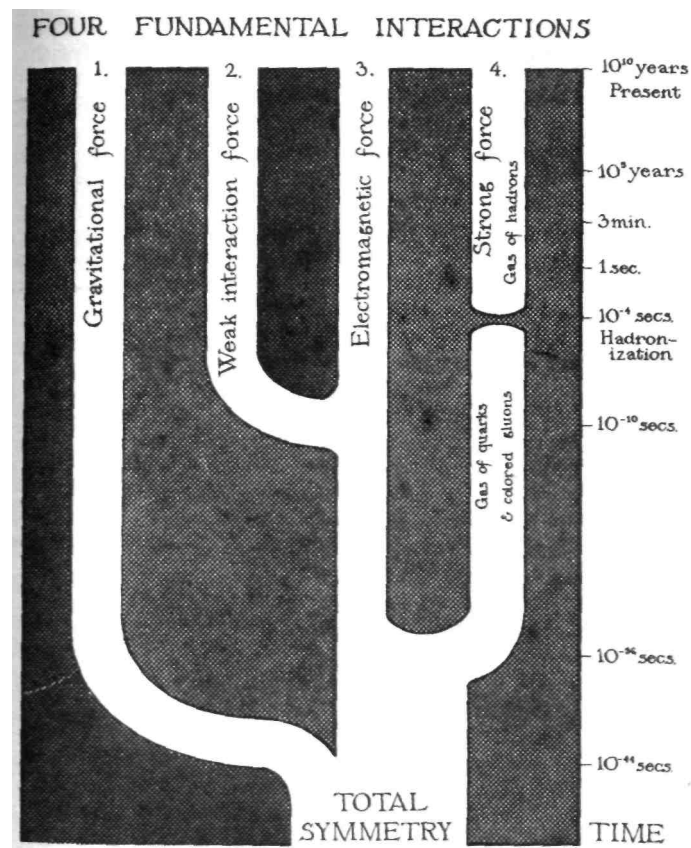 FOUR FUNDAMENTAL INTERACTIONS
1. 2. 3. 4.
Gravitational force
Weak interaction force
Electromagnetic force
Strong force
Gas of hadrons
Gas of quarks
& colored gluons
10¹⁰ years
Present
10⁵ years
3 min.
1 sec.
10⁻⁴ secs.
Hadron-
ization
10⁻¹⁰ secs.
10⁻³⁶ secs.
10⁻⁴⁴ secs.
TOTAL
SYMMETRY
TIME